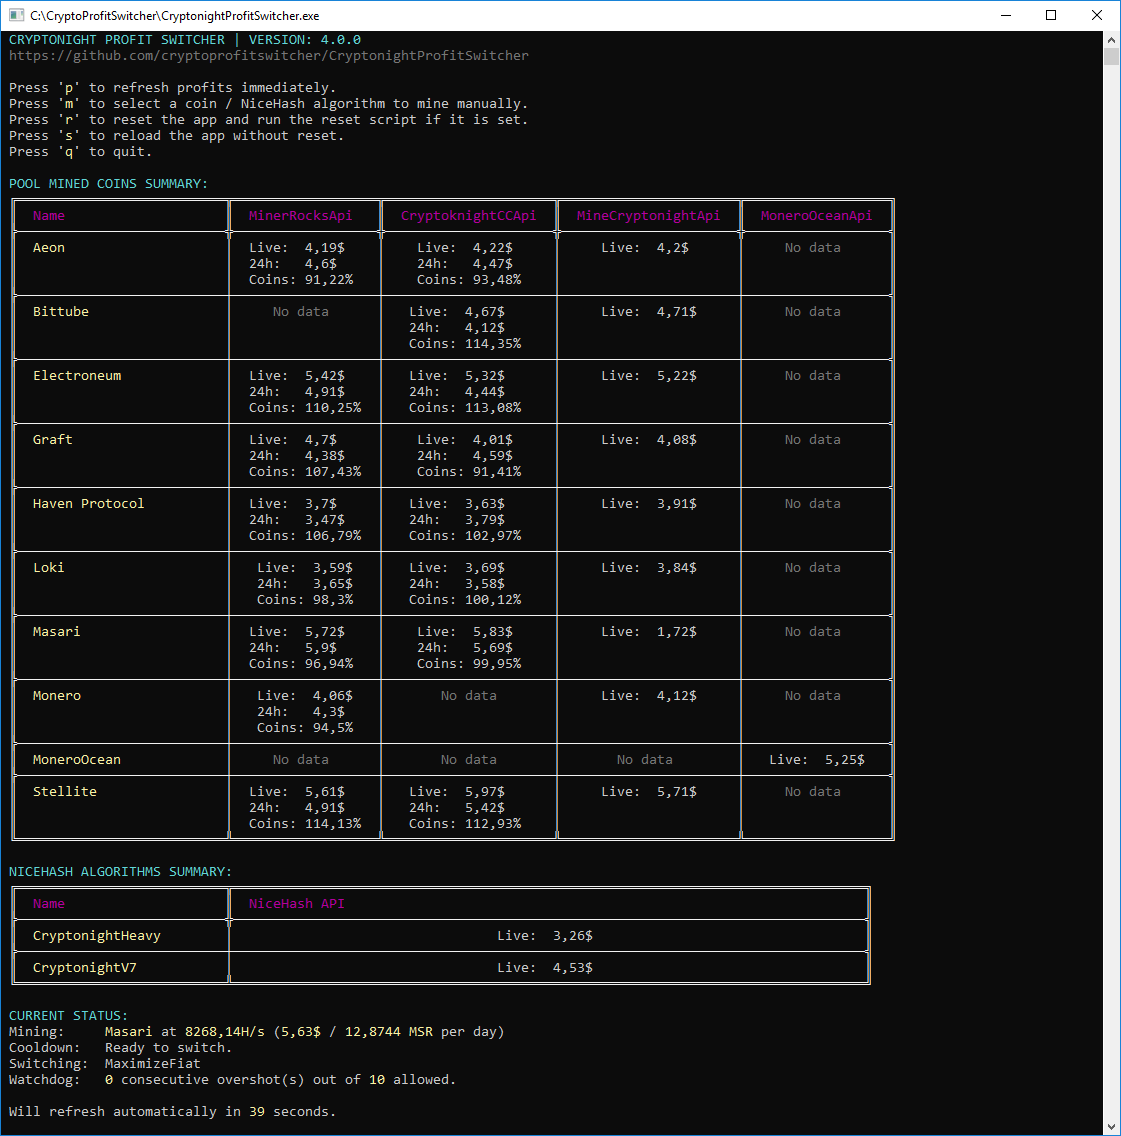 C:\CryptoProfitSwitcher\CryptonightProfitSwitcher.exe
CRYPTONIGHT PROFIT SWITCHER | VERSION: 4.0.0
https://github.com/cryptoprofitswitcher/CryptonightProfitSwitcher
Press 'p' to refresh profits immediately.
Press 'm' to select a coin / NiceHash algorithm to mine manually.
Press 'r' to reset the app and run the reset script if it is set.
Press 's' to reload the app without reset.
Press 'q' to quit.
POOL MINED COINS SUMMARY:
Name MinerRocksApi CryptoknightCCApi MineCryptonightApi MoneroOceanApi
Aeon Live: 4,19$ Live: 4,22$ Live: 4,2$ No data
24h: 4,6$ 24h: 4,47$
Coins: 91,22% Coins: 93,48%
Bittube No data Live: 4,67$ Live: 4,71$ No data
24h: 4,12$
Coins: 114,35%
Electroneum Live: 5,42$ Live: 5,32$ Live: 5,22$ No data
24h: 4,91$ 24h: 4,44$
Coins: 110,25% Coins: 113,08%
Graft Live: 4,7$ Live: 4,01$ Live: 4,08$ No data
24h: 4,38$ 24h: 4,59$
Coins: 107,43% Coins: 91,41%
Haven Protocol Live: 3,7$ Live: 3,63$ Live: 3,91$ No data
24h: 3,47$ 24h: 3,79$
Coins: 106,79% Coins: 102,97%
Loki Live: 3,59$ Live: 3,69$ Live: 3,84$ No data
24h: 3,65$ 24h: 3,58$
Coins: 98,3% Coins: 100,12%
Masari Live: 5,72$ Live: 5,83$ Live: 1,72$ No data
24h: 5,9$ 24h: 5,69$
Coins: 96,94% Coins: 99,95%
Monero Live: 4,06$ No data Live: 4,12$ No data
24h: 4,3$
Coins: 94,5%
MoneroOcean No data No data No data Live: 5,25$
Stellite Live: 5,61$ Live: 5,97$ Live: 5,71$ No data
24h: 4,91$ 24h: 5,42$
Coins: 114,13% Coins: 112,93%
NICEHASH ALGORITHMS SUMMARY:
Name NiceHash API
CryptonightHeavy Live: 3,26$
CryptonightV7 Live: 4,53$
CURRENT STATUS:
Mining: Masari at 8268,14H/s (5,63$ / 12,8744 MSR per day)
Cooldown: Ready to switch.
Switching: MaximizeFiat
Watchdog: 0 consecutive overshot(s) out of 10 allowed.
Will refresh automatically in 39 seconds.